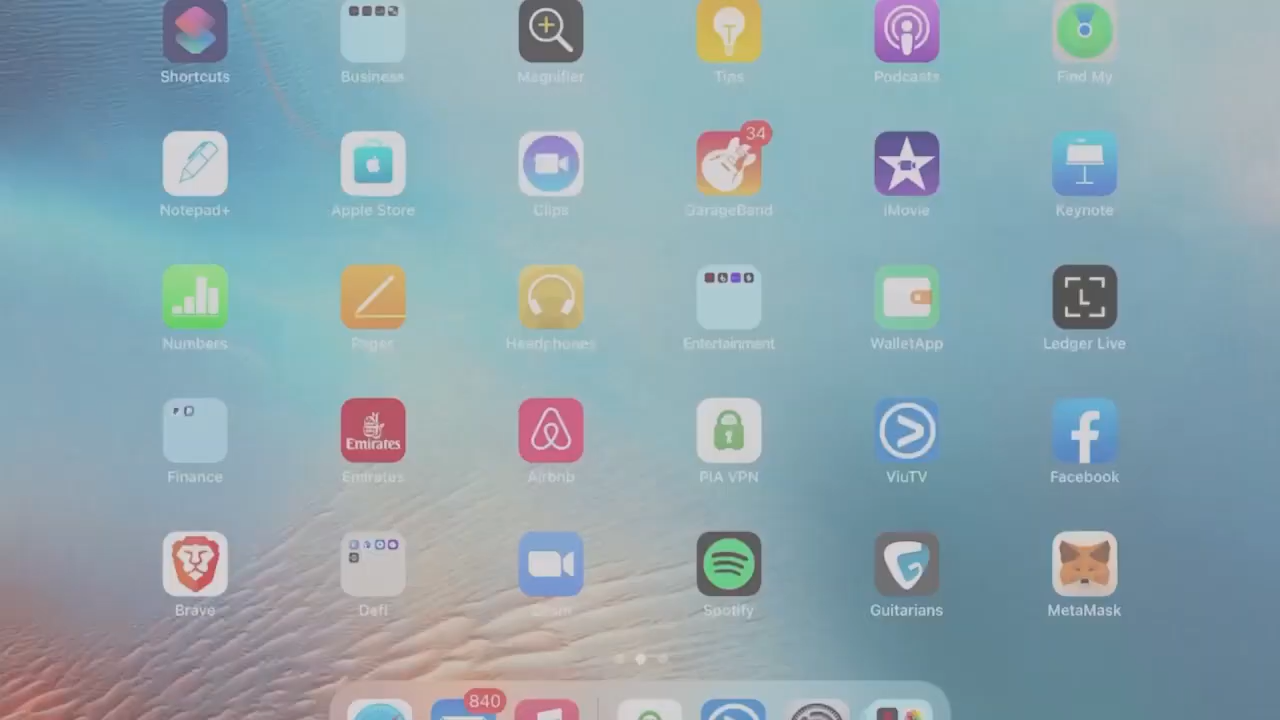 Shortcuts
Business
Magnifier
Tips
Podcasts
Find My
34
Notepad+
Apple Store
Clips
GarageBand
iMovie
Keynote
Numbers
Pages
Headphones
Entertainment
WalletApp
Ledger Live
Emirates
Finance
Emirates
Airbnb
PIA VPN
ViuTV
Facebook
Brave
Defi
Zoom
Spotify
Guitarians
MetaMask
840